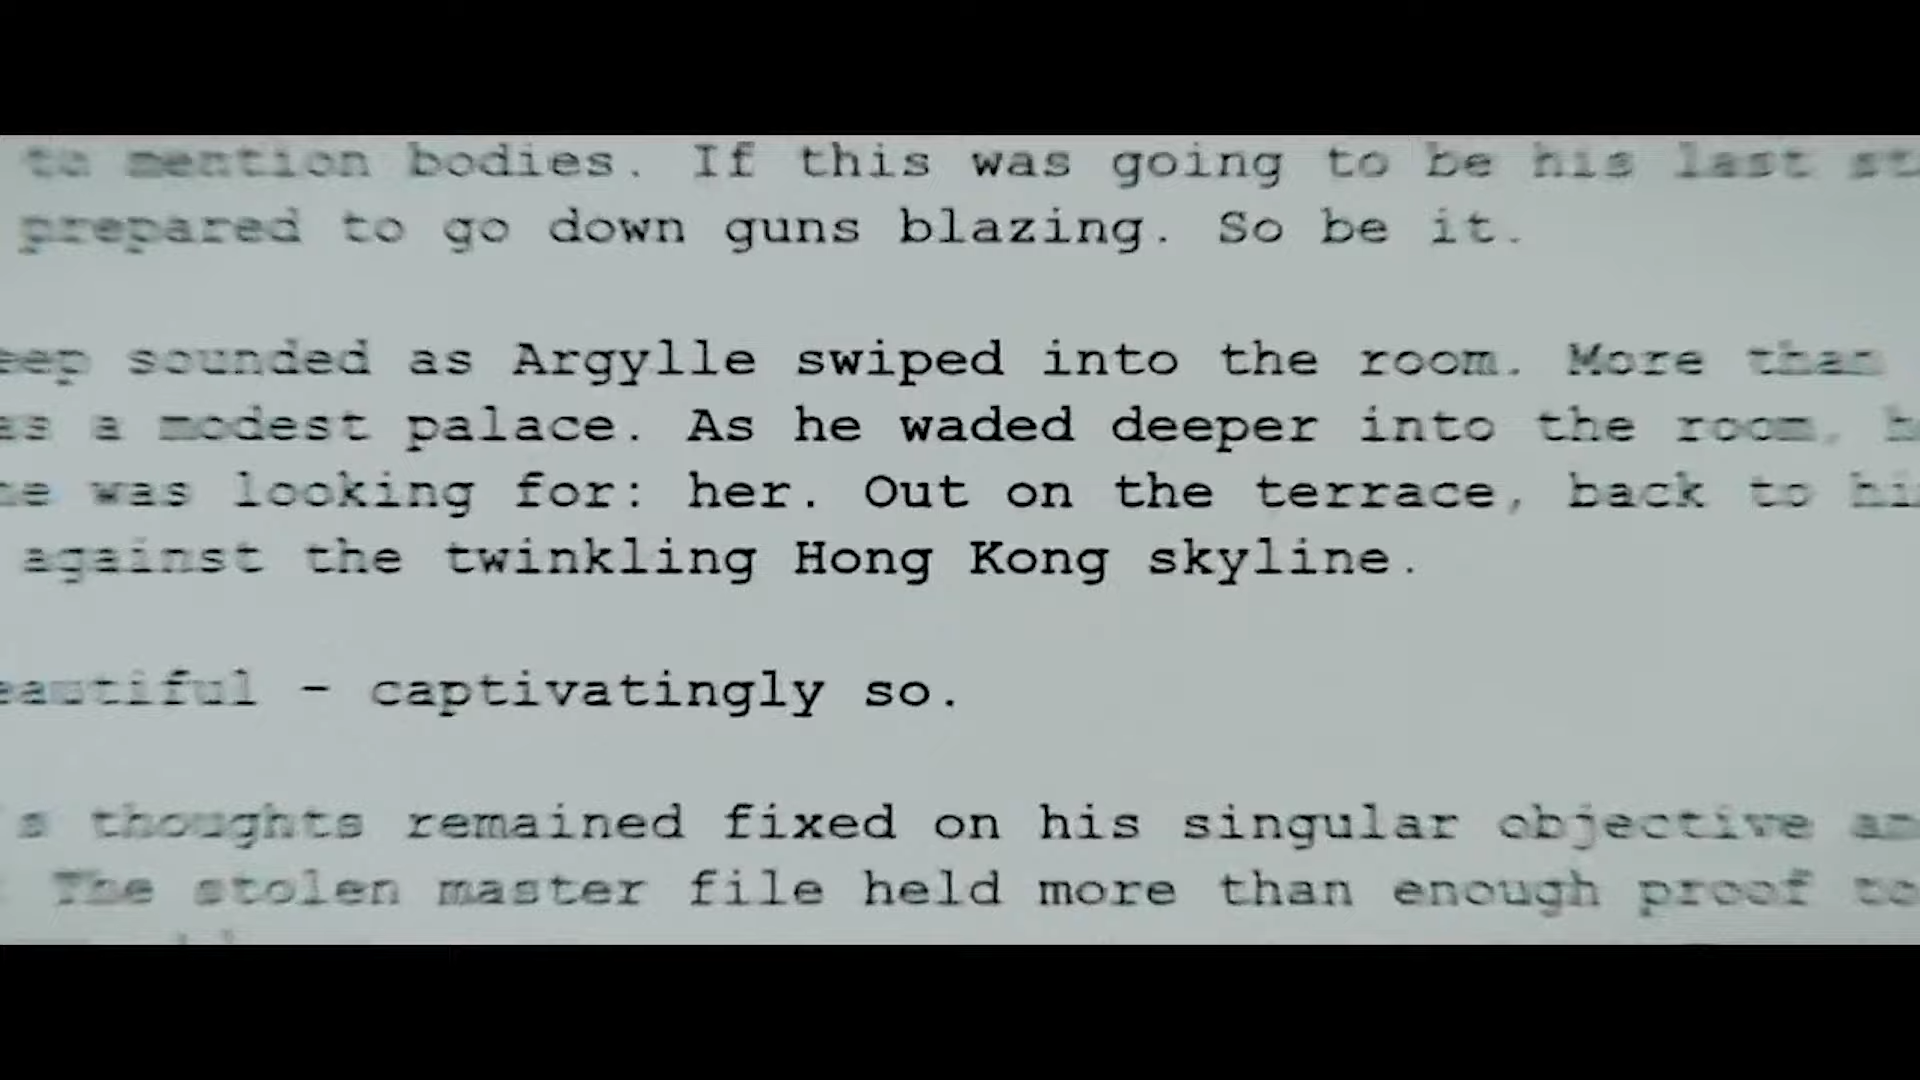 to mention bodies. If this was going to be his last
prepared to go down guns blazing. So be it.
sounded as Argylle swiped into the room. More than
as a modest palace. As he waded deeper into the room,
was looking for: her. Out on the terrace, back to
against the twinkling Hong Kong skyline.
- captivatingly so.
's thoughts remained fixed on his singular objective
The stolen master file held more than enough proof to